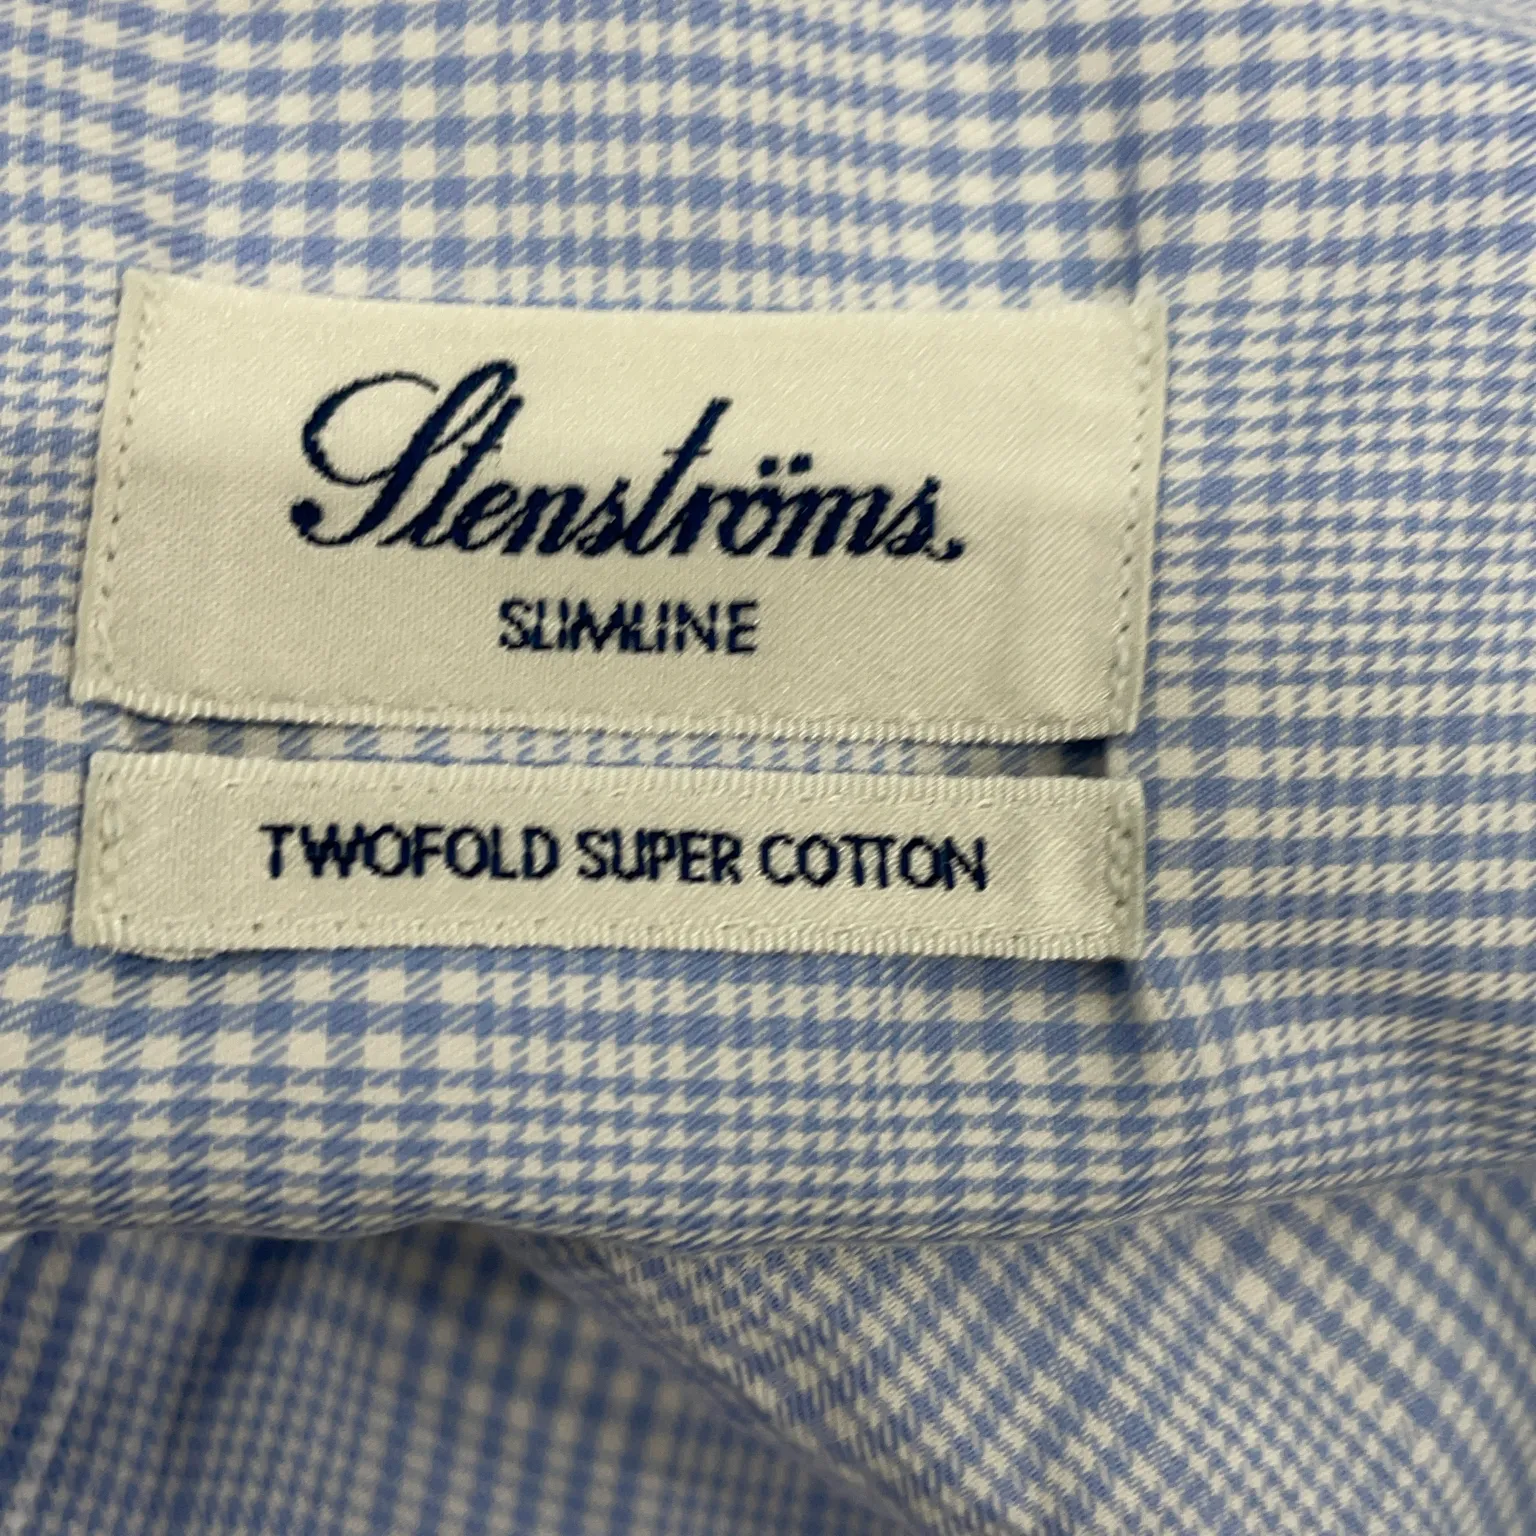 Stenströms
SLIMLINE
TWOFOLD SUPER COTTON